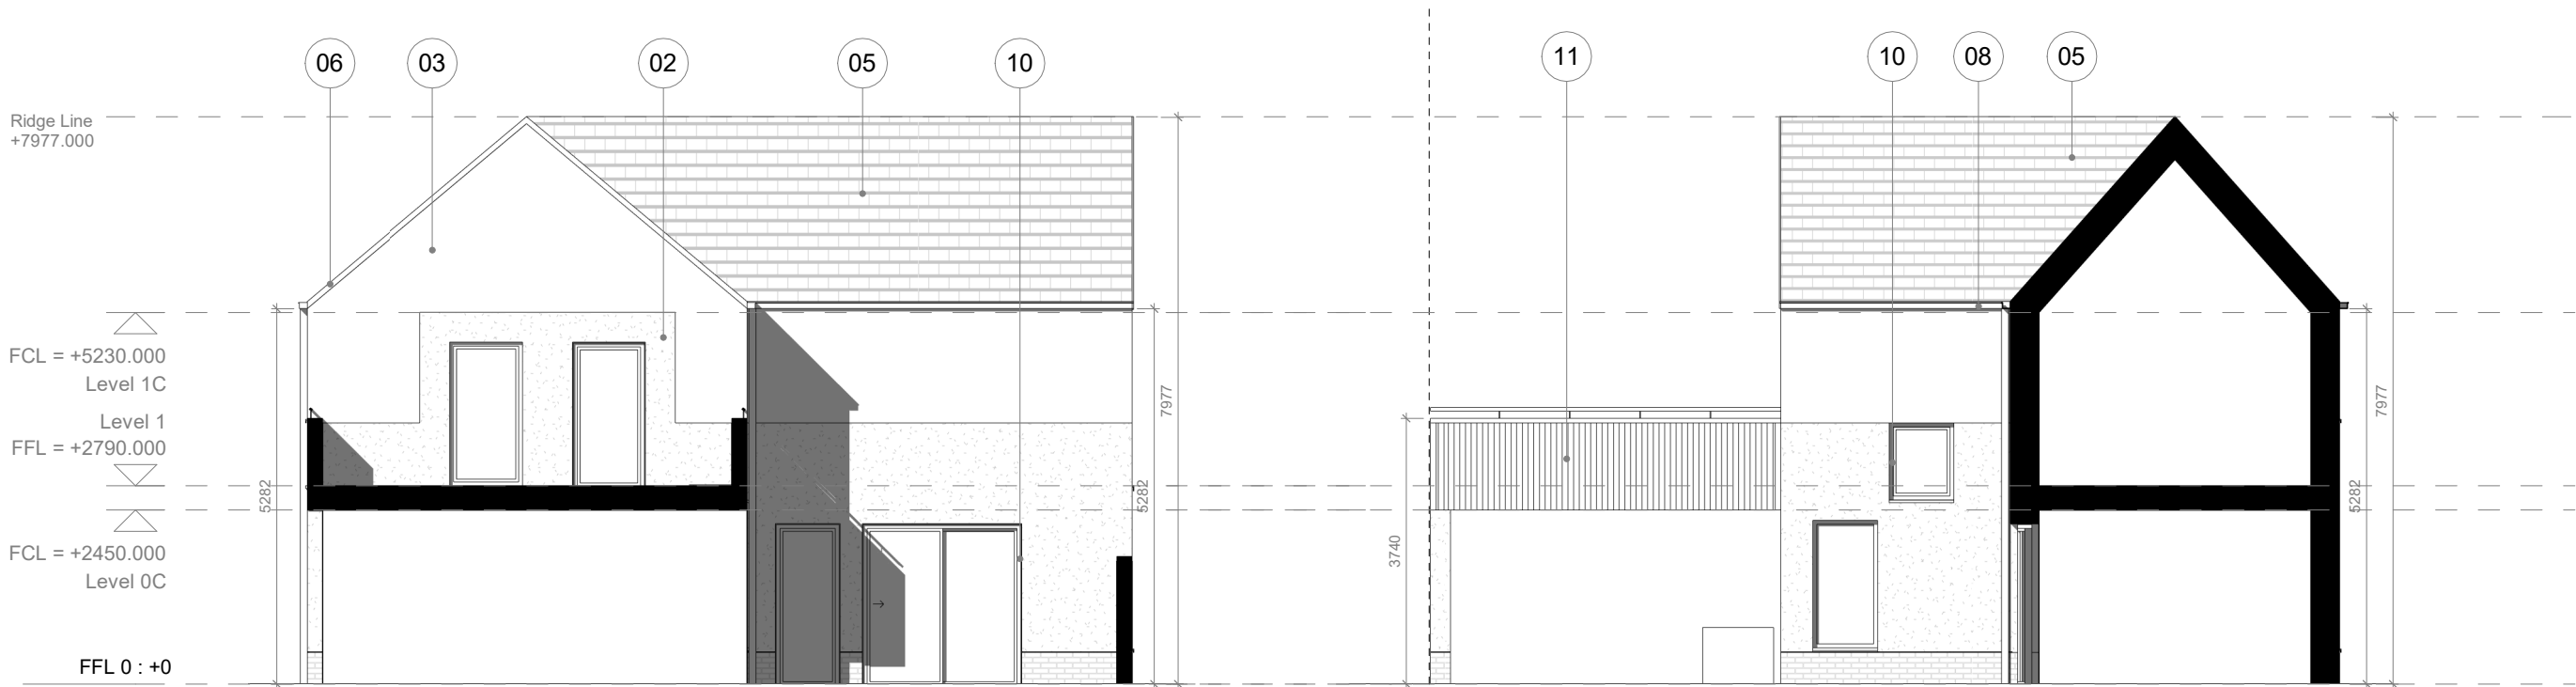 06
03
02
05
10
11
10
08
05
Ridge Line
+7977.000
FCL = +5230.000
Level 1C
Level 1
FFL = +2790.000
FCL = +2450.000
Level 0C
FFL 0 : +0
5282
5282
7977
3740
5282
7977